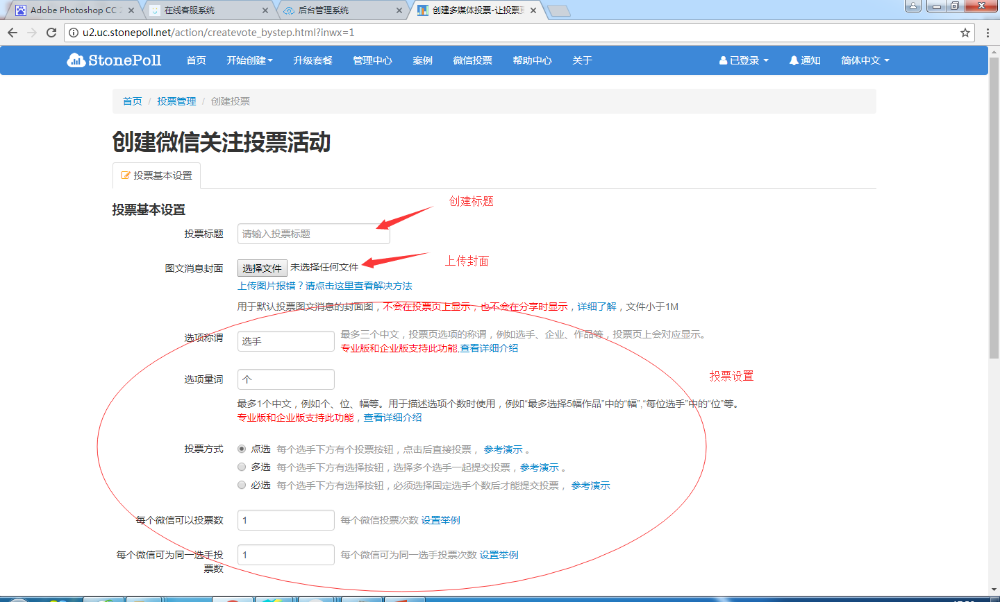 Adobe Photoshop CC 2
在线客服系统
后台管理系统
创建多媒体投票-让投票更
u2.uc.stonepoll.net/action/createvote_bystep.html?inwx=1
StonePoll 首页 开始创建 升级套餐 管理中心 案例 微信投票 帮助中心 关于 已登录 通知 简体中文
首页 / 投票管理 / 创建投票
创建微信关注投票活动
投票基本设置
创建标题
投票基本设置
投票标题 请输入投票标题
上传封面
图文消息封面 选择文件 未选择任何文件
上传图片报错？请点击这里查看解决方法
用于默认投票图文消息的封面图，不会在投票页上显示，也不会在分享时显示，详细了解，文件小于1M
选项称谓 选手 最多三个中文，投票页选项的称谓，例如选手、企业、作品等，投票页上会对应显示。
专业版和企业版支持此功能,查看详细介绍
投票设置
选项量词 个
最多1个中文，例如个、位、幅等。用于描述选项个数时使用，例如“最多选择5幅作品”中的“幅”,“每位选手”中的“位”等。
专业版和企业版支持此功能，查看详细介绍
投票方式 点选 每个选手下方有个投票按钮，点击后直接投票， 参考演示 。
多选 每个选手下方有选择按钮，选择多个选手一起提交投票，参考演示 。
必选 每个选手下方有选择按钮，必须选择固定选手个数后才能提交投票， 参考演示
每个微信可以投票数 1 每个微信投票次数 设置举例
每个微信可为同一选手投 1 每个微信可为同一选手投票次数 设置举例
票数